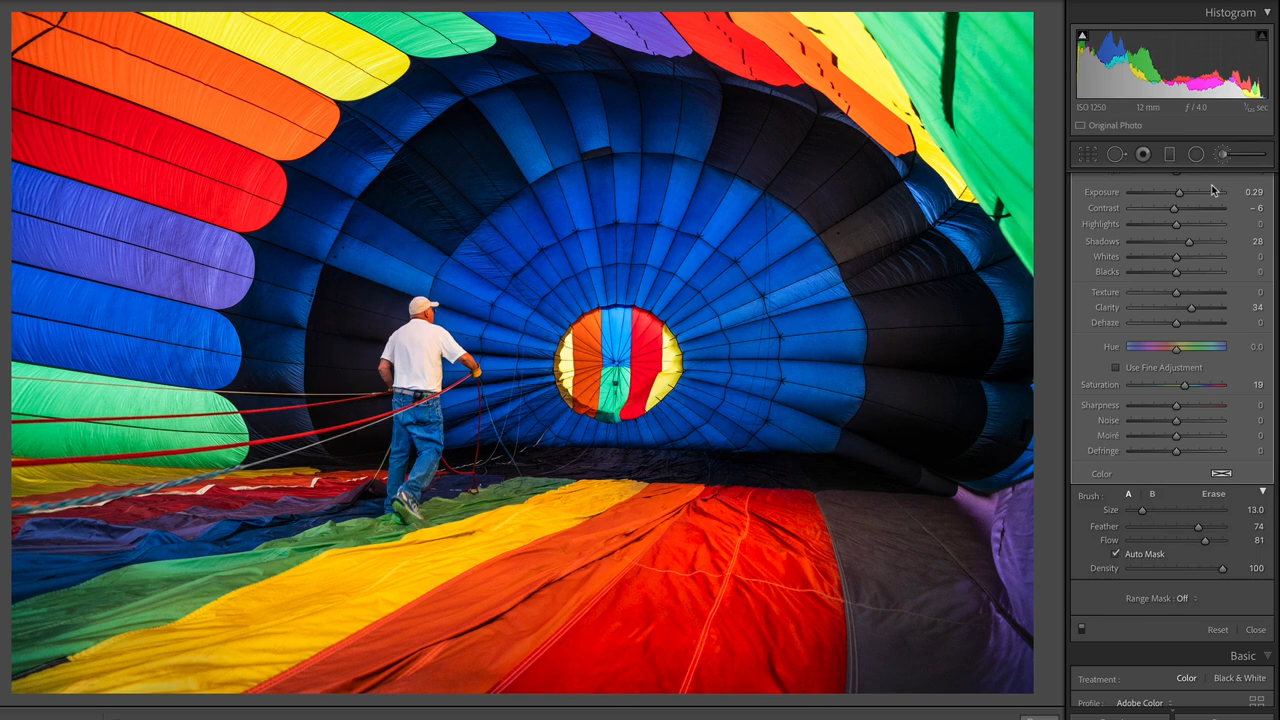 Histogram
ISO 1250 12 mm ƒ / 4.0
sec
Original Photo
Exposure 0.29
Contrast – 6
Highlights 0
Shadows 28
Whites 0
Blacks 0
Texture 0
Clarity 34
Dehaze 0
Hue 0.0
Use Fine Adjustment
Saturation 19
Sharpness 0
Noise 0
Moiré 0
Defringe 0
Color
Brush : A B Erase
Size 13.0
Feather 74
Flow 81
Auto Mask
Density 100
Range Mask : Off
Reset Close
Basic
Treatment : Color Black & White
Profile : Adobe Color